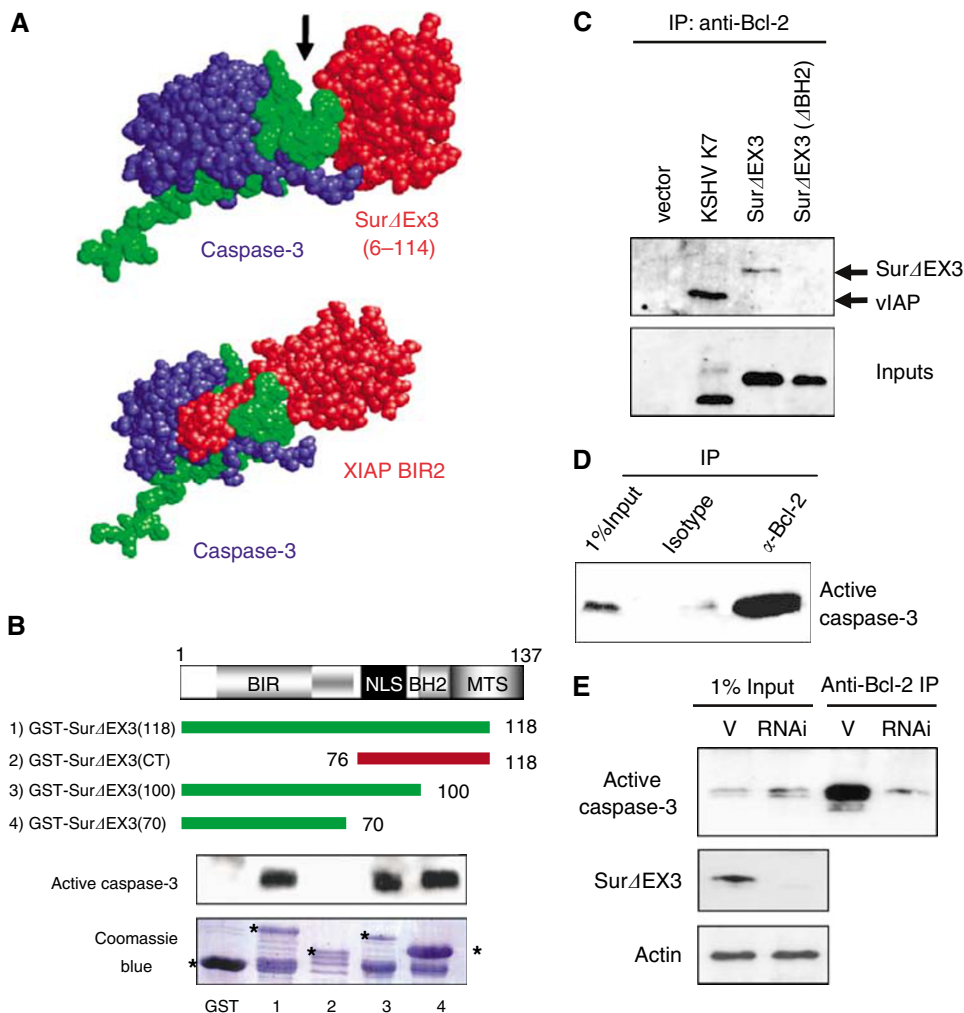 A
SurΔEx3
(6–114)
Caspase-3
XIAP BIR2
Caspase-3
B
1
137
BIR
NLS
BH2
MTS
1) GST-SurΔEX3(118)
118
2) GST-SurΔEX3(CT)
76
118
3) GST-SurΔEX3(100)
100
4) GST-SurΔEX3(70)
70
Active caspase-3
Coomassie
blue
*
*
*
*
*
GST
1
2
3
4
C
IP: anti-Bcl-2
vector
KSHV K7
SurΔEX3
SurΔEX3 (ΔBH2)
SurΔEX3
vIAP
Inputs
D
IP
1%Input
Isotype
α-Bcl-2
Active
caspase-3
E
1% Input
Anti-Bcl-2 IP
V
RNAi
V
RNAi
Active
caspase-3
SurΔEX3
Actin